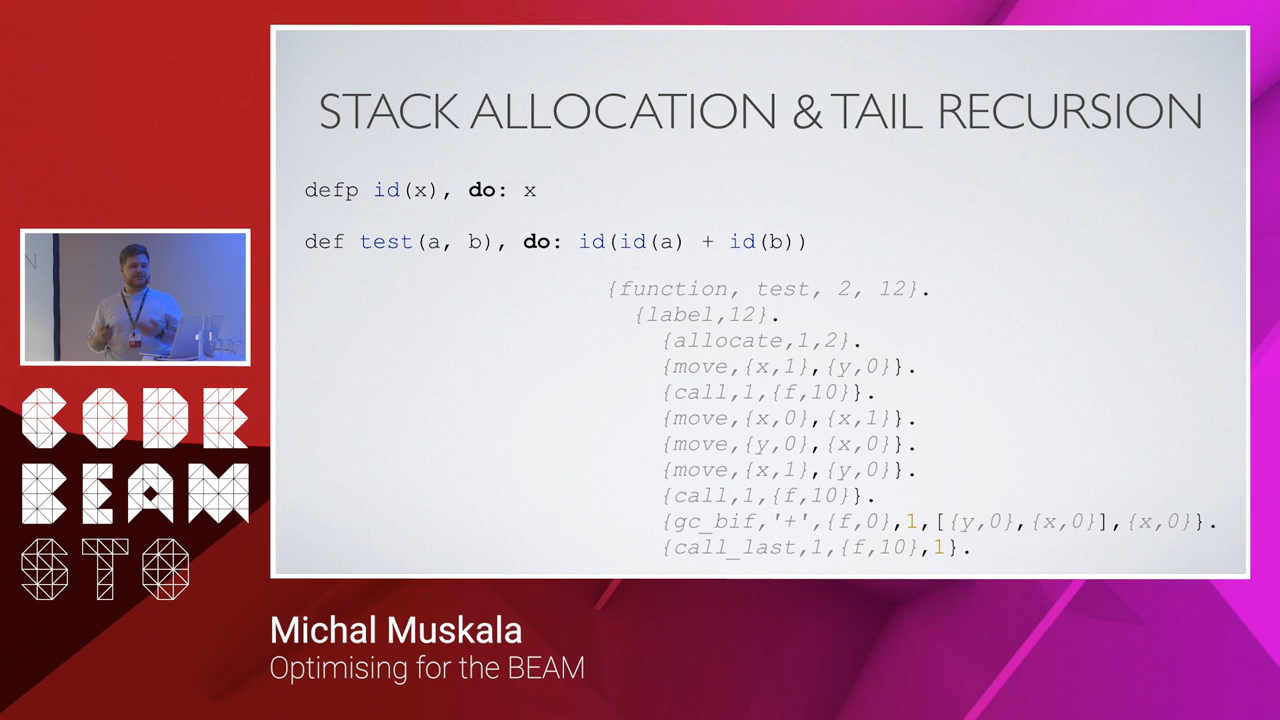 STACK ALLOCATION & TAIL RECURSION
defp id(x), do: x
def test(a, b), do: id(id(a) + id(b))
{function, test, 2, 12}.
{label,12}.
{allocate,1,2}.
{move,{x,1},{y,0}}.
{call,1,{f,10}}.
{move,{x,0},{x,1}}.
{move,{y,0},{x,0}}.
{move,{x,1},{y,0}}.
{call,1,{f,10}}.
{gc_bif,'+',{f,0},1,[{y,0},{x,0}],{x,0}}.
{call_last,1,{f,10},1}.
N
CODE
BEAM
STO
Michal Muskala
Optimising for the BEAM